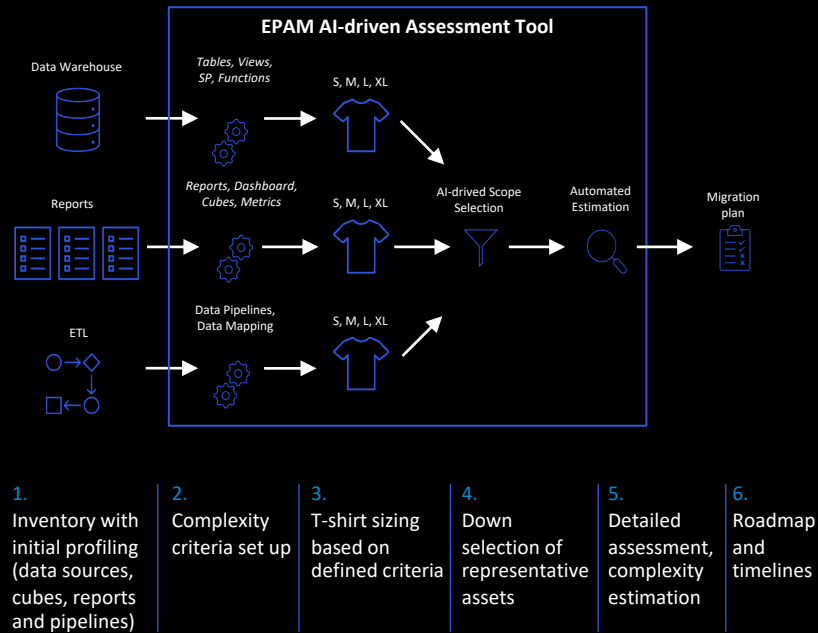 EPAM AI-driven Assessment Tool
Data Warehouse
Tables, Views,
SP, Functions
S, M, L, XL
Reports
Reports, Dashboard,
Cubes, Metrics
S, M, L, XL
AI-drived Scope
Selection
Automated
Estimation
Migration
plan
ETL
Data Pipelines,
Data Mapping
S, M, L, XL
1.
Inventory with
initial profiling
(data sources,
cubes, reports
and pipelines)
2.
Complexity
criteria set up
3.
T-shirt sizing
based on
defined criteria
4.
Down
selection of
representative
assets
5.
Detailed
assessment,
complexity
estimation
6.
Roadmap
and
timelines